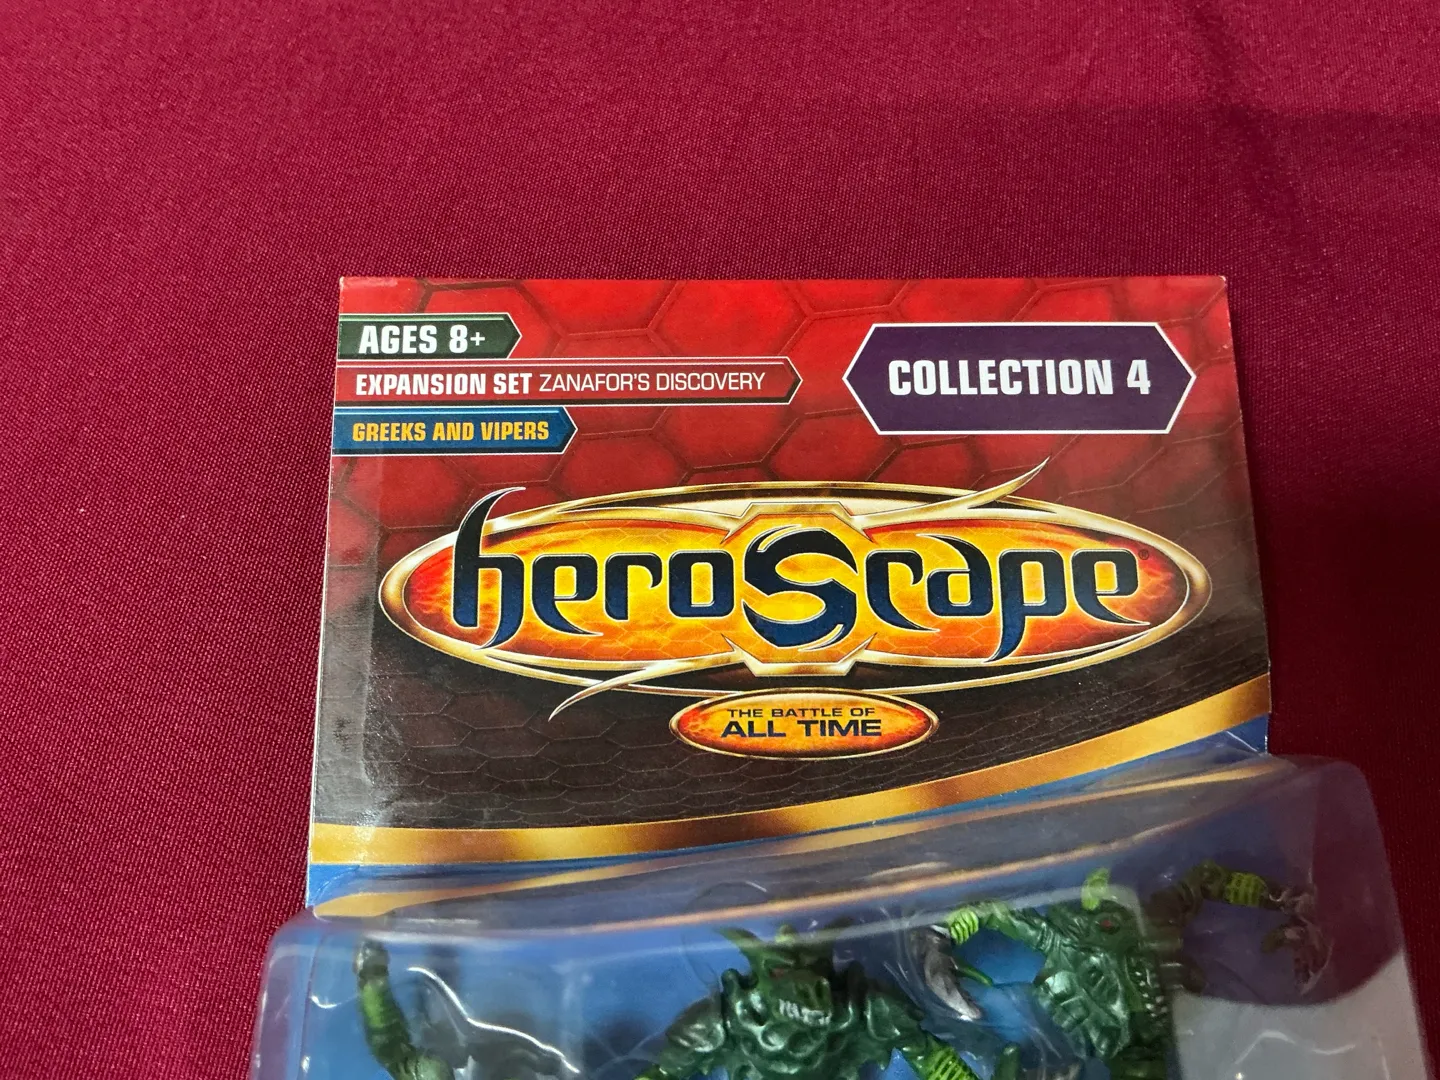 AGES 8+
EXPANSION SET ZANAFOR'S DISCOVERY
GREEKS AND VIPERS
COLLECTION 4
heroScape®
THE BATTLE OF
ALL TIME